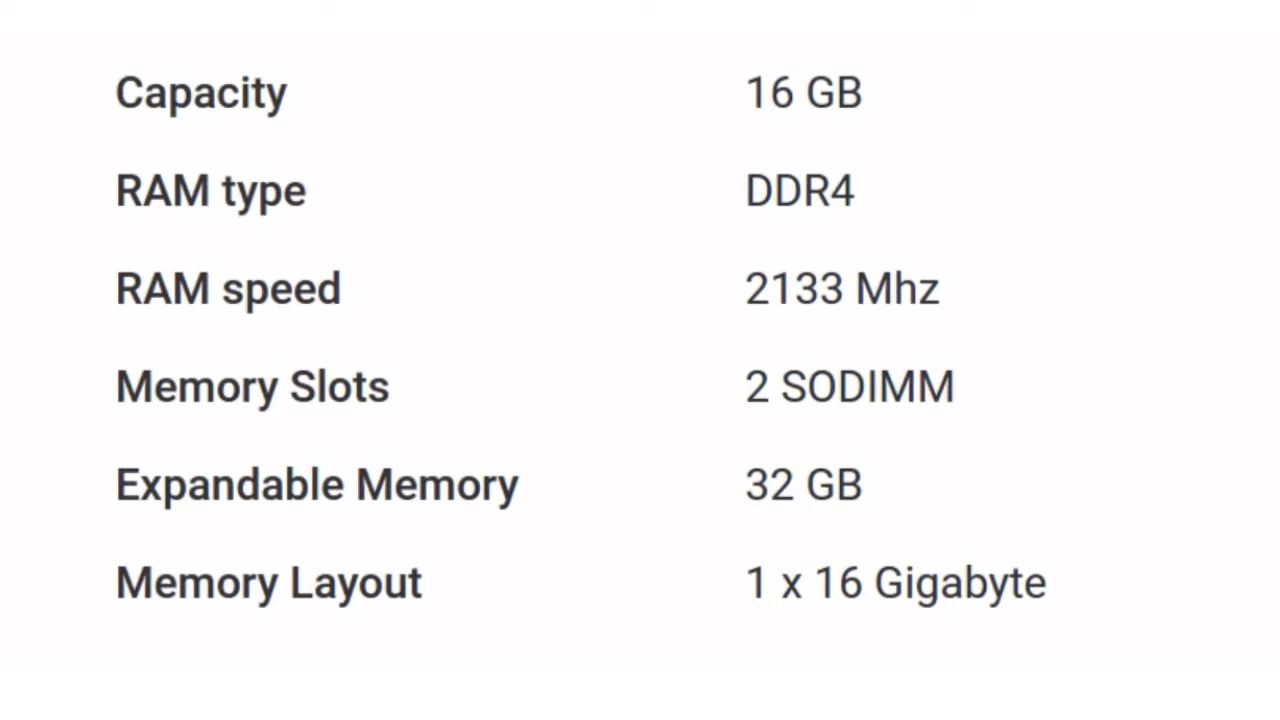 Capacity 16 GB
RAM type DDR4
RAM speed 2133 Mhz
Memory Slots 2 SODIMM
Expandable Memory 32 GB
Memory Layout 1 x 16 Gigabyte